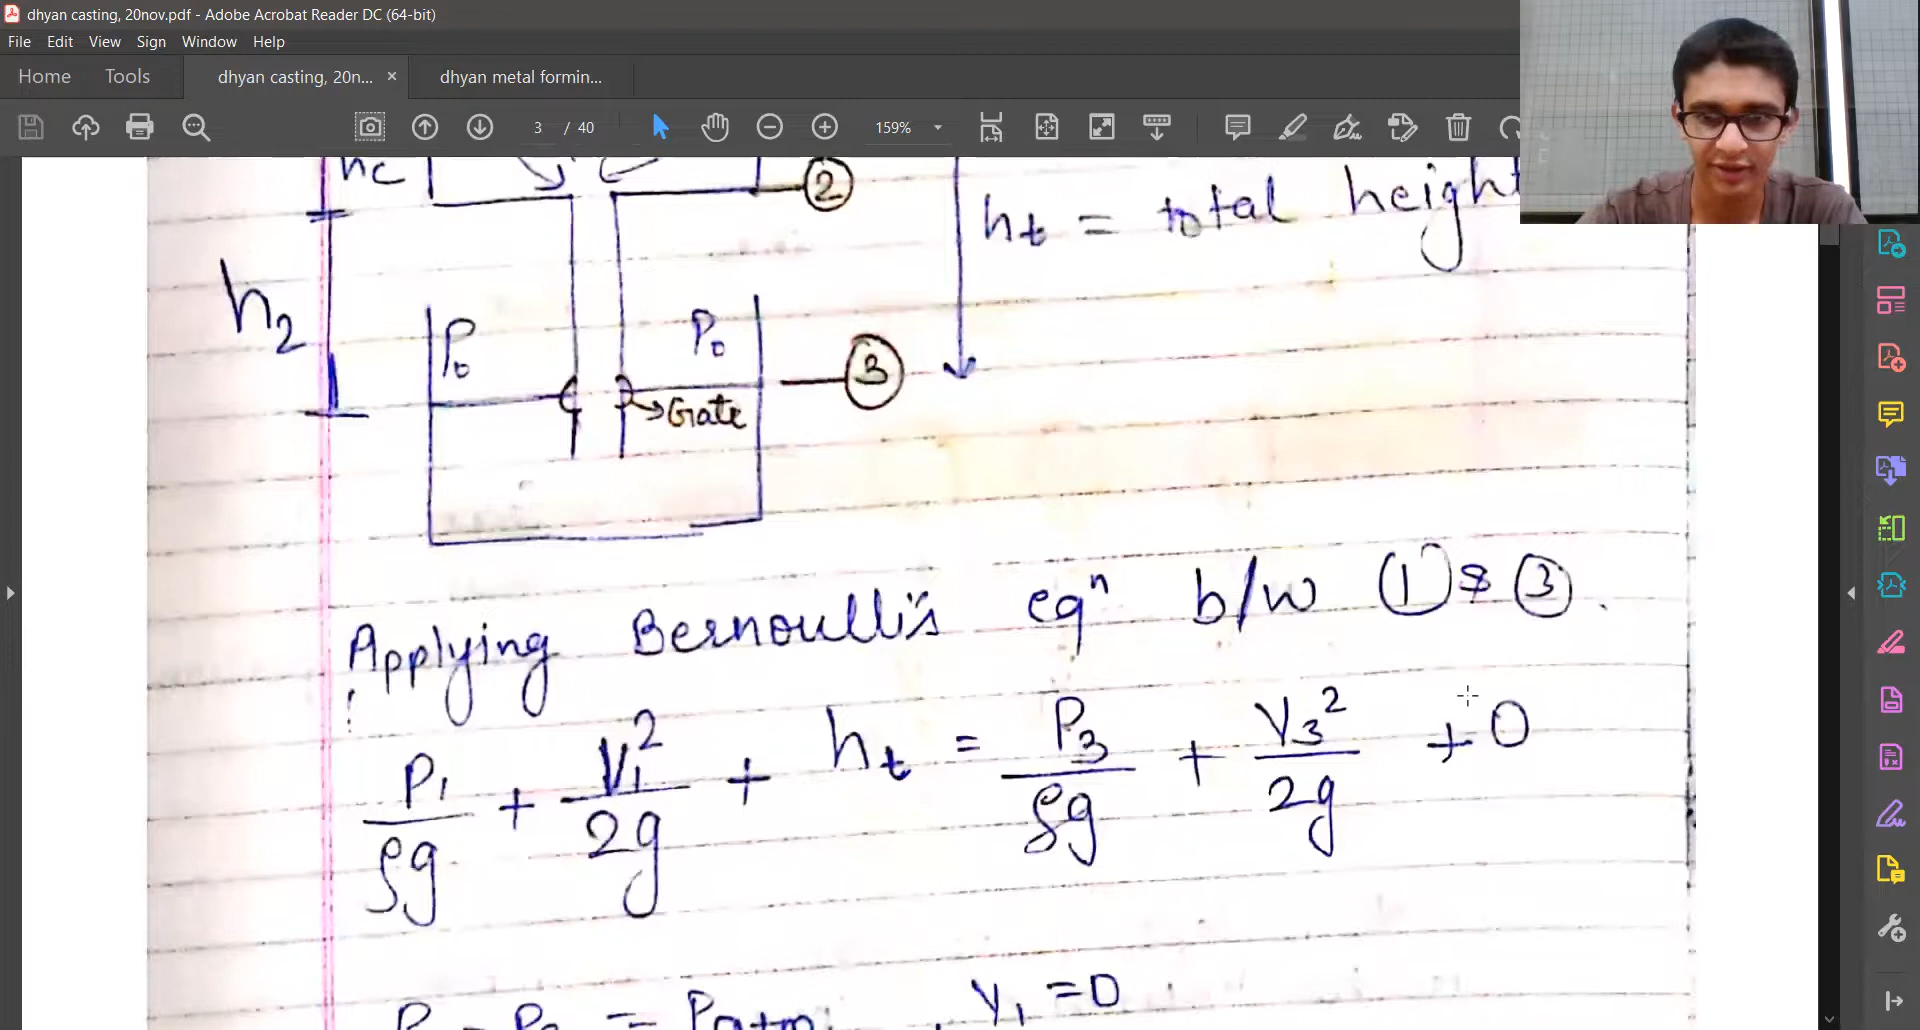 dhyan casting, 20nov.pdf - Adobe Acrobat Reader DC (64-bit)
File Edit View Sign Window Help
Home Tools dhyan casting, 20n... × dhyan metal formin...
3 / 40 159%
hc
2
ht = total height
h2
Po Po
3
Gate
Applying Bernoulli's eqn b/w ① & ③.
P1/ρg + V1²/2g + ht = P3/ρg + V3²/2g + 0
V1 = 0